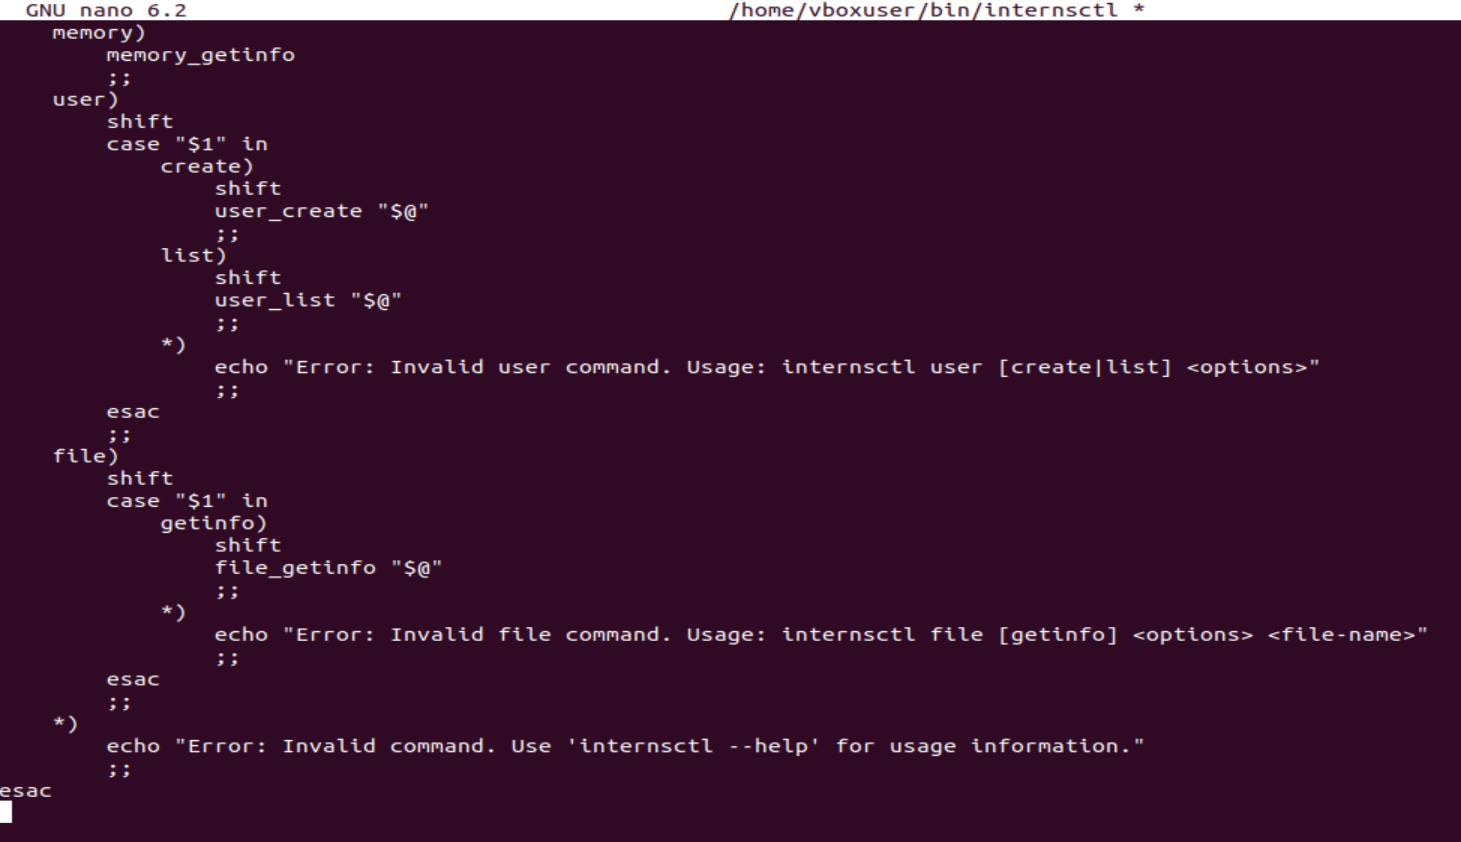 GNU nano 6.2 /home/vboxuser/bin/internsctl *
    memory)
        memory_getinfo
        ;;
    user)
        shift
        case "$1" in
            create)
                shift
                user_create "$@"
                ;;
            list)
                shift
                user_list "$@"
                ;;
            *)
                echo "Error: Invalid user command. Usage: internsctl user [create|list] <options>"
                ;;
        esac
        ;;
    file)
        shift
        case "$1" in
            getinfo)
                shift
                file_getinfo "$@"
                ;;
            *)
                echo "Error: Invalid file command. Usage: internsctl file [getinfo] <options> <file-name>"
                ;;
        esac
        ;;
    *)
        echo "Error: Invalid command. Use 'internsctl --help' for usage information."
        ;;
esac